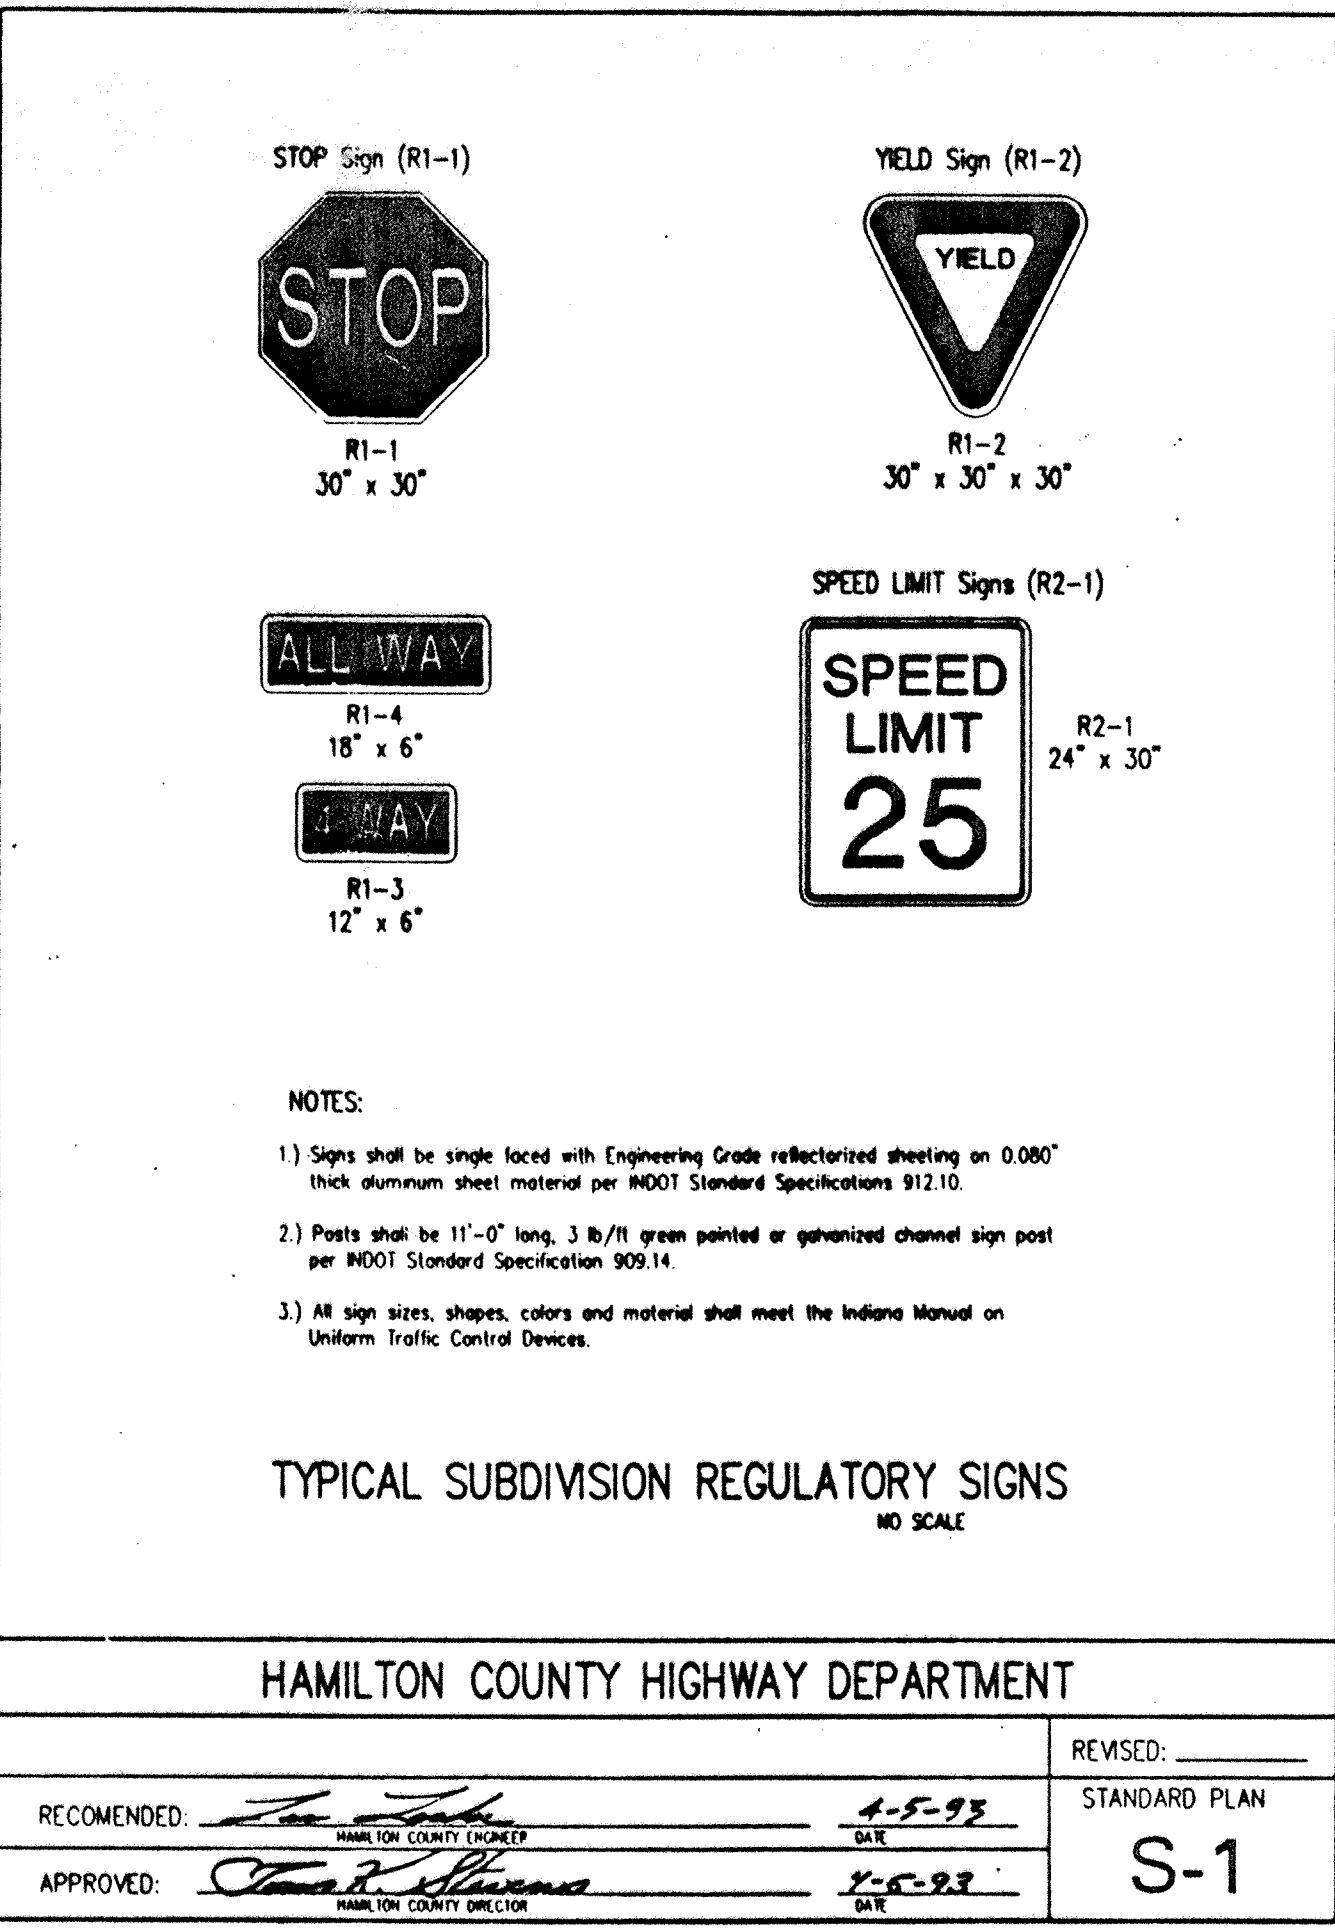 STOP Sign (R1-1)
STOP
R1-1
30" x 30"
YIELD Sign (R1-2)
YIELD
R1-2
30" x 30" x 30"
ALL WAY
R1-4
18" x 6"
4 WAY
R1-3
12" x 6"
SPEED LIMIT Signs (R2-1)
SPEED
LIMIT
25
R2-1
24" x 30"
NOTES:
1.) Signs shall be single faced with Engineering Grade reflectorized sheeting on 0.080"
thick aluminum sheet material per INDOT Standard Specifications 912.10.
2.) Posts shall be 11'-0" long, 3 lb/ft green painted or galvanized channel sign post
per INDOT Standard Specification 909.14.
3.) All sign sizes, shapes, colors and material shall meet the Indiana Manual on
Uniform Traffic Control Devices.
TYPICAL SUBDIVISION REGULATORY SIGNS
NO SCALE
HAMILTON COUNTY HIGHWAY DEPARTMENT
REVISED:
RECOMENDED: 4-5-93
HAMILTON COUNTY ENGINEER DATE
APPROVED: K. Stevens
HAMILTON COUNTY DIRECTOR DATE
STANDARD PLAN
S-1